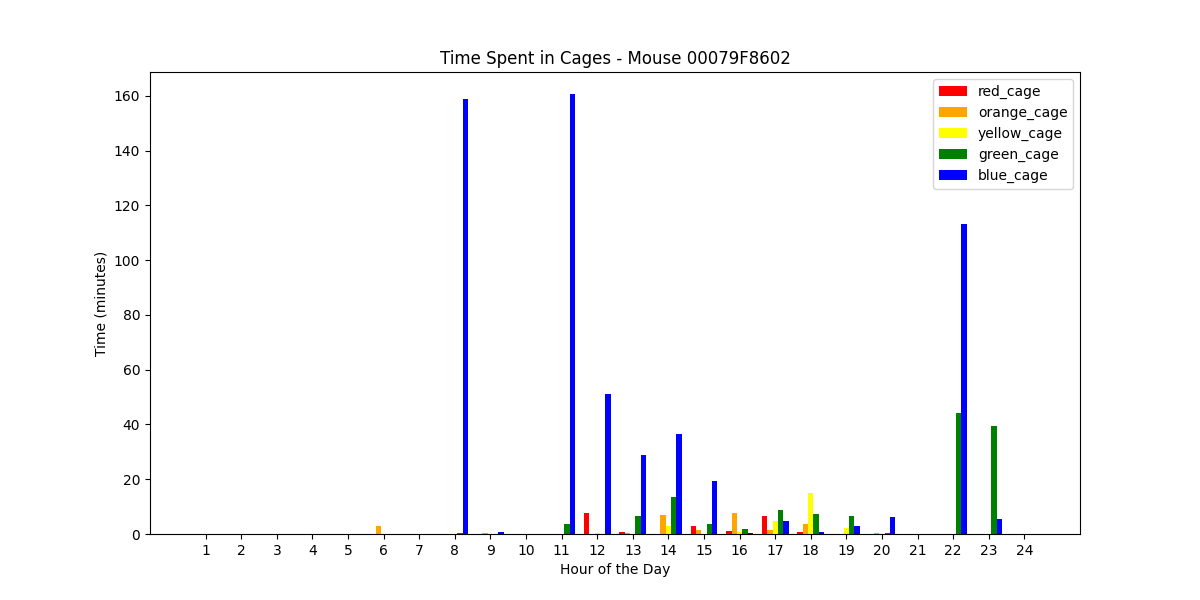 Time Spent in Cages - Mouse 00079F8602
red_cage
orange_cage
yellow_cage
green_cage
blue_cage
160
140
120
100
80
60
40
20
0
Time (minutes)
1 2 3 4 5 6 7 8 9 10 11 12 13 14 15 16 17 18 19 20 21 22 23 24
Hour of the Day